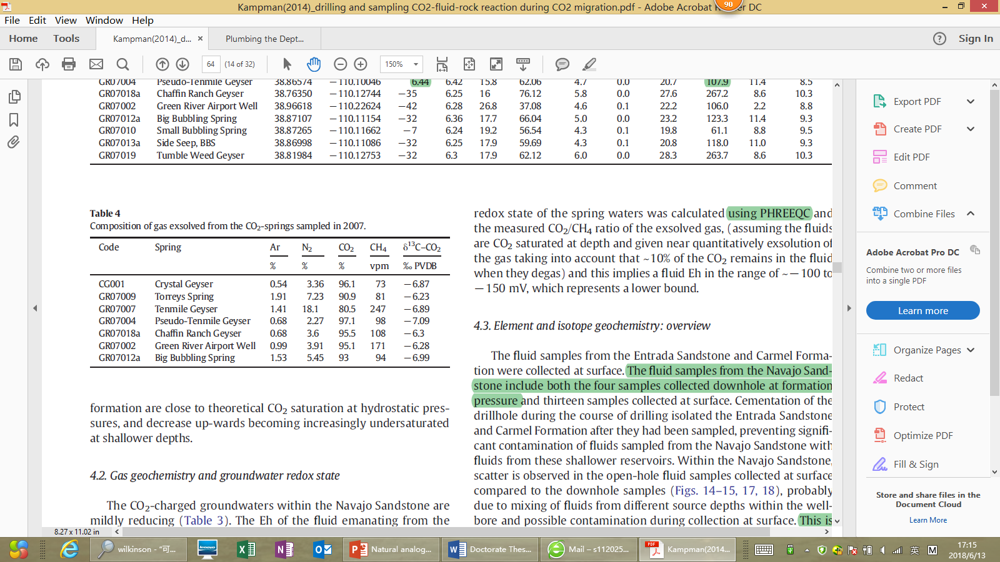 Kampman(2014)_drilling and sampling CO2-fluid-rock reaction during CO2 migration.pdf - Adobe Acrobat Reader DC
90
File Edit View Window Help
Home Tools Kampman(2014)_d... × Plumbing the Dept... Sign In
64 (14 of 32) 150%
GR07004 Pseudo-Tenmile Geyser 38.86574 −110.10046 6.44 6.42 15.8 62.06 4.7 0.0 20.7 107.9 11.4 8.5
GR07018a Chaffin Ranch Geyser 38.76350 −110.12744 −35 6.25 16 76.12 5.8 0.0 27.6 267.2 8.6 10.3
GR07002 Green River Airport Well 38.96618 −110.22624 −42 6.28 26.8 37.08 4.6 0.1 22.2 106.0 2.2 8.8
GR07012a Big Bubbling Spring 38.87107 −110.11154 −32 6.36 17.7 66.04 5.0 0.0 23.2 123.3 11.4 9.3
GR07010 Small Bubbling Spring 38.87265 −110.11662 −7 6.24 19.2 56.54 4.3 0.1 19.8 61.1 8.8 9.5
GR07013a Side Seep, BBS 38.86998 −110.11086 −32 6.25 17.9 59.69 4.3 0.1 20.8 118.0 11.0 9.3
GR07019 Tumble Weed Geyser 38.81984 −110.12753 −32 6.3 17.9 62.12 6.0 0.0 28.3 263.7 8.6 10.3
Table 4
Composition of gas exsolved from the CO₂-springs sampled in 2007.
Code Spring Ar N₂ CO₂ CH₄ δ¹³C–CO₂
% % % vpm ‰ PVDB
CG001 Crystal Geyser 0.54 3.36 96.1 73 −6.87
GR07009 Torreys Spring 1.91 7.23 90.9 81 −6.23
GR07007 Tenmile Geyser 1.41 18.1 80.5 247 −6.89
GR07004 Pseudo-Tenmile Geyser 0.68 2.27 97.1 98 −7.09
GR07018a Chaffin Ranch Geyser 0.68 3.6 95.5 108 −6.3
GR07002 Green River Airport Well 0.99 3.91 95.1 171 −6.28
GR07012a Big Bubbling Spring 1.53 5.45 93 94 −6.99
formation are close to theoretical CO₂ saturation at hydrostatic pres-
sures, and decrease up-wards becoming increasingly undersaturated
at shallower depths.
4.2. Gas geochemistry and groundwater redox state
The CO₂-charged groundwaters within the Navajo Sandstone are
mildly reducing (Table 3). The Eh of the fluid emanating from the
redox state of the spring waters was calculated using PHREEQC and
the measured CO₂/CH₄ ratio of the exsolved gas, (assuming the fluids
are CO₂ saturated at depth and given near quantitatively exsolution of
the gas taking into account that ~10% of the CO₂ remains in the fluid
when they degas) and this implies a fluid Eh in the range of ~−100 to
−150 mV, which represents a lower bound.
4.3. Element and isotope geochemistry: overview
The fluid samples from the Entrada Sandstone and Carmel Forma-
tion were collected at surface. The fluid samples from the Navajo Sand-
stone include both the four samples collected downhole at formation
pressure and thirteen samples collected at surface. Cementation of the
drillhole during the course of drilling isolated the Entrada Sandstone
and Carmel Formation after they had been sampled, preventing signifi-
cant contamination of fluids sampled from the Navajo Sandstone with
fluids from these shallower reservoirs. Within the Navajo Sandstone,
scatter is observed in the open-hole fluid samples collected at surface
compared to the downhole samples (Figs. 14–15, 17, 18), probably
due to mixing of fluids from different source depths within the well-
bore and possible contamination during collection at surface. This is
8.27 x 11.02 in
Export PDF
Create PDF
Edit PDF
Comment
Combine Files
Adobe Acrobat Pro DC
Combine two or more files
into a single PDF
Learn more
Organize Pages
Redact
Protect
Optimize PDF
Fill & Sign
Store and share files in the
Document Cloud
Learn More
wilkinson - "可...
lenovo
Natural analog...
Doctorate Thes...
Mail – s112025...
PDF
Kampman(2014...
英 M
17:15
2018/6/13